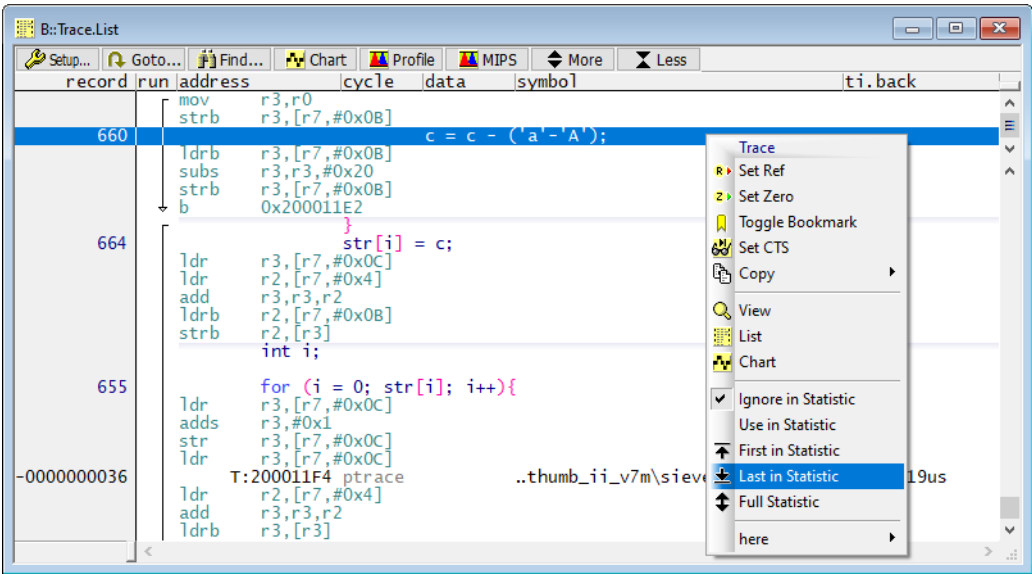 B::Trace.List
Setup... Goto... Find... Chart Profile MIPS More Less
record run address cycle data symbol ti.back
mov r3,r0
strb r3,[r7,#0x0B]
660 c = c - ('a'-'A');
ldrb r3,[r7,#0x0B]
subs r3,r3,#0x20
strb r3,[r7,#0x0B]
b 0x200011E2
}
664 str[i] = c;
ldr r3,[r7,#0x0C]
ldr r2,[r7,#0x4]
add r3,r3,r2
ldrb r2,[r7,#0x0B]
strb r2,[r3]
int i;
655 for (i = 0; str[i]; i++){
ldr r3,[r7,#0x0C]
adds r3,#0x1
str r3,[r7,#0x0C]
ldr r3,[r7,#0x0C]
-0000000036 T:200011F4 ptrace ..thumb_ii_v7m\sieve 19us
ldr r2,[r7,#0x4]
add r3,r3,r2
ldrb r3,[r3]
Trace
Set Ref
Set Zero
Toggle Bookmark
Set CTS
Copy
View
List
Chart
Ignore in Statistic
Use in Statistic
First in Statistic
Last in Statistic
Full Statistic
here